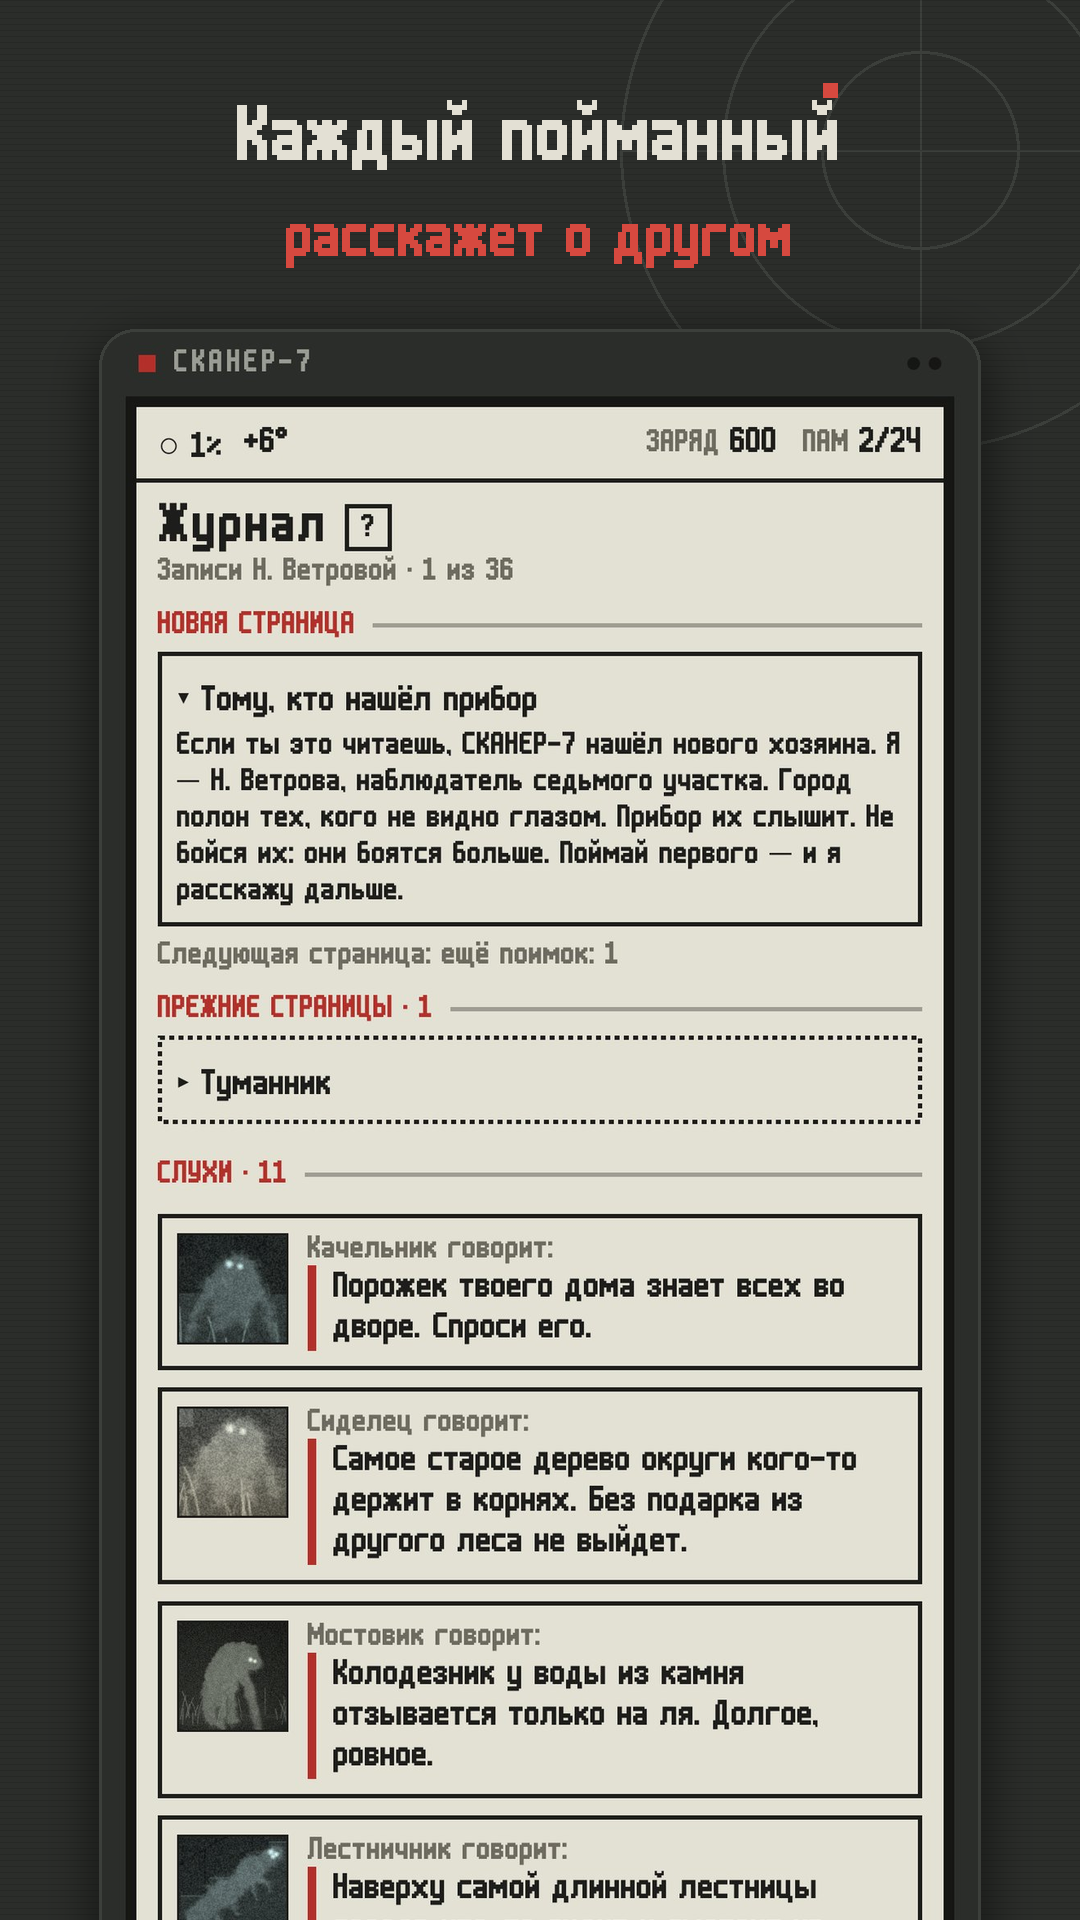 Каждый пойманный
расскажет о другом
СКАНЕР-7
1% +6° ЗАРЯД 600 ПАМ 2/24
Журнал ?
Записи Н. Ветровой · 1 из 36
НОВАЯ СТРАНИЦА
▾ Тому, кто нашёл прибор
Если ты это читаешь, СКАНЕР-7 нашёл нового хозяина. Я
— Н. Ветрова, наблюдатель седьмого участка. Город
полон тех, кого не видно глазом. Прибор их слышит. Не
бойся их: они боятся больше. Поймай первого — и я
расскажу дальше.
Следующая страница: ещё поимок: 1
ПРЕЖНИЕ СТРАНИЦЫ · 1
▸ Туманник
СЛУХИ · 11
Качельник говорит:
Порожек твоего дома знает всех во
дворе. Спроси его.
Сиделец говорит:
Самое старое дерево округи кого-то
держит в корнях. Без подарка из
другого леса не выйдет.
Мостовик говорит:
Колодезник у воды из камня
отзывается только на ля. Долгое,
ровное.
Лестничник говорит:
Наверху самой длинной лестницы